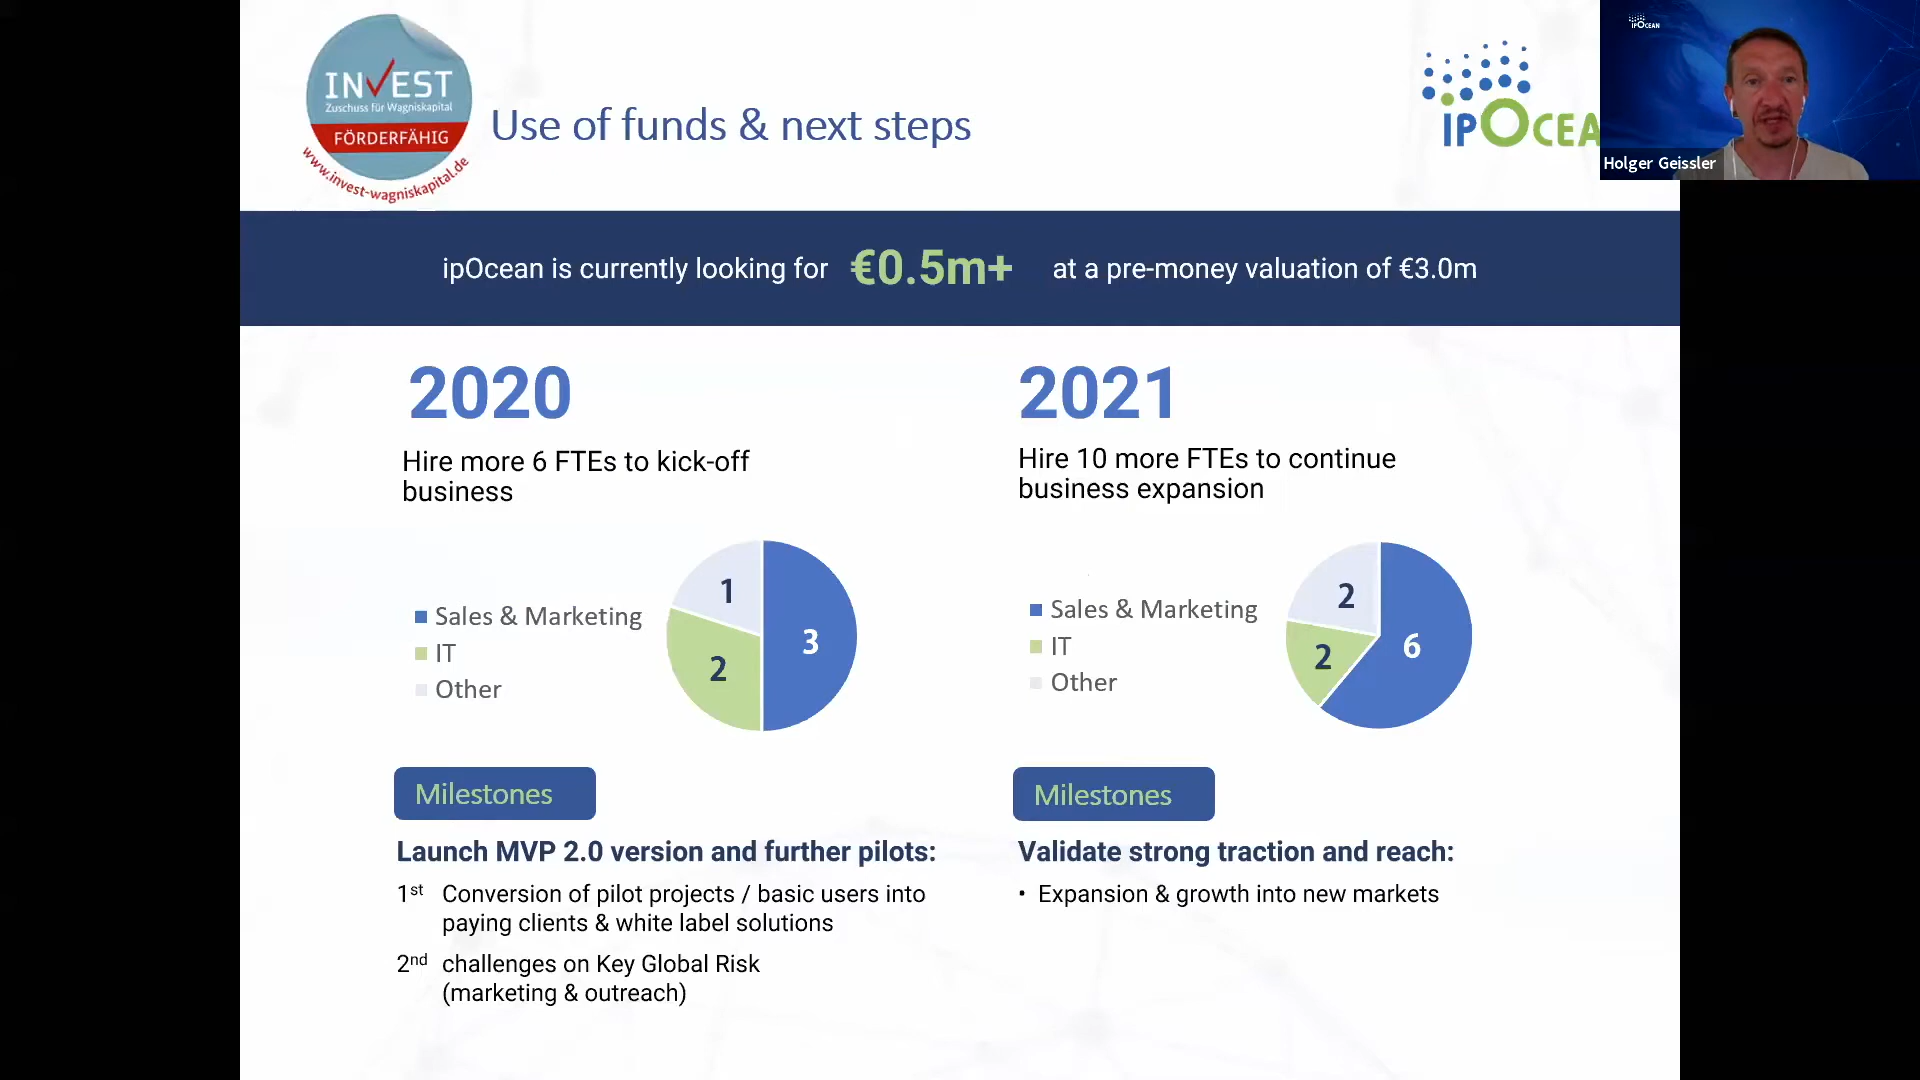 INVEST
Zuschuss für Wagniskapital
FÖRDERFÄHIG
www.invest-wagniskapital.de
Use of funds & next steps
IPOCEA
IPOCEAN
Holger Geissler
ipOcean is currently looking for €0.5m+ at a pre-money valuation of €3.0m
2020
Hire more 6 FTEs to kick-off
business
Sales & Marketing
IT
Other
1
2
3
Milestones
Launch MVP 2.0 version and further pilots:
1st Conversion of pilot projects / basic users into
paying clients & white label solutions
2nd challenges on Key Global Risk
(marketing & outreach)
2021
Hire 10 more FTEs to continue
business expansion
Sales & Marketing
IT
Other
2
2
6
Milestones
Validate strong traction and reach:
• Expansion & growth into new markets